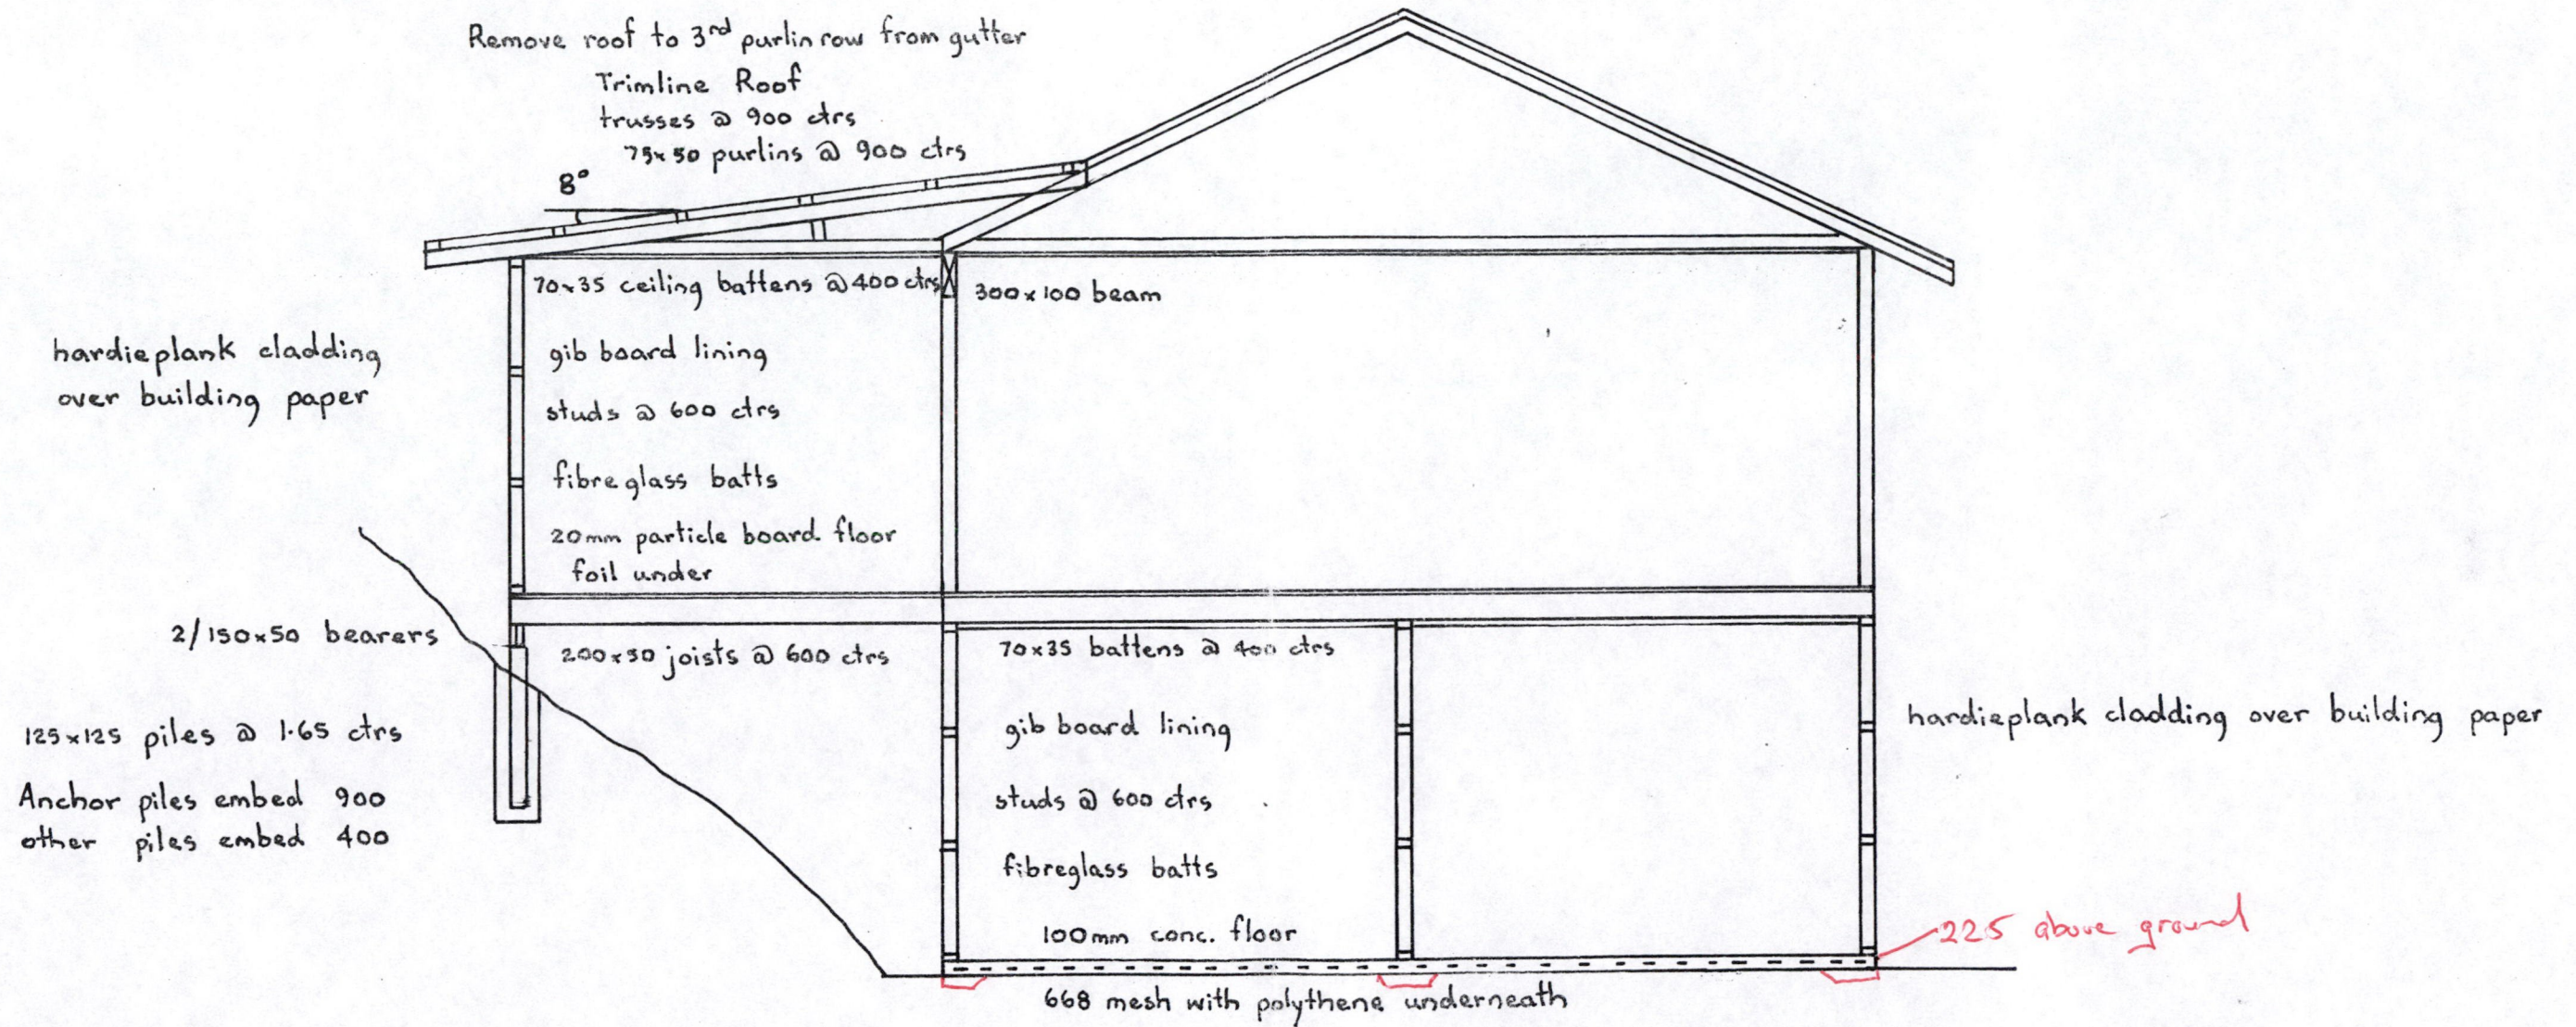 Remove roof to 3rd purlin row from gutter
Trimline Roof
trusses @ 900 ctrs
75x50 purlins @ 900 ctrs
8°
70x35 ceiling battens @ 400 ctrs
300x100 beam
hardieplank cladding
over building paper
gib board lining
studs @ 600 ctrs
fibreglass batts
20mm particle board floor
foil under
2/150x50 bearers
200x50 joists @ 600 ctrs
70x35 battens @ 400 ctrs
125x125 piles @ 1.65 ctrs
Anchor piles embed 900
other piles embed 400
gib board lining
studs @ 600 ctrs
fibreglass batts
100mm conc. floor
hardieplank cladding over building paper
225 above ground
668 mesh with polythene underneath